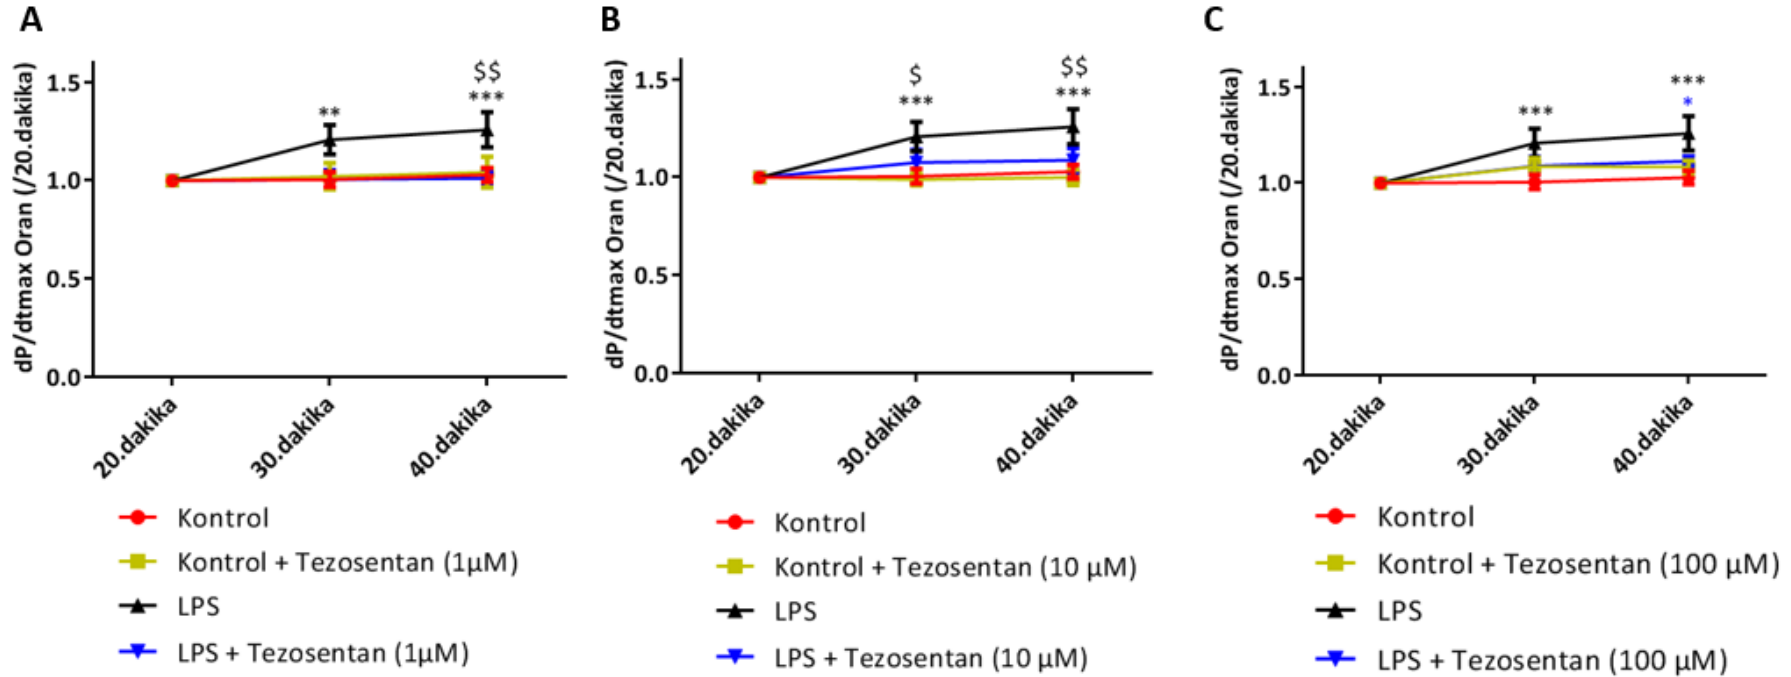 A
dP/dtmax Oran (/20.dakika)
1.5
1.0
0.5
0.0
**
$$
***
20.dakika
30.dakika
40.dakika
Kontrol
Kontrol + Tezosentan (1µM)
LPS
LPS + Tezosentan (1µM)
B
dP/dtmax Oran (/20.dakika)
1.5
1.0
0.5
0.0
$
***
$$
***
20.dakika
30.dakika
40.dakika
Kontrol
Kontrol + Tezosentan (10 µM)
LPS
LPS + Tezosentan (10 µM)
C
dP/dtmax Oran (/20.dakika)
1.5
1.0
0.5
0.0
***
***
*
20.dakika
30.dakika
40.dakika
Kontrol
Kontrol + Tezosentan (100 µM)
LPS
LPS + Tezosentan (100 µM)